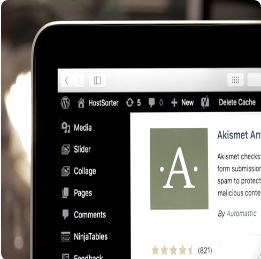 HostSorter 5 0 + New Delete Cache
Media
Slider
Collage
Pages
Comments
NinjaTables
Feedback
·A·
Akismet An
Akismet checks
form submission
spam to protect
malicious conte
By Automattic
(821)